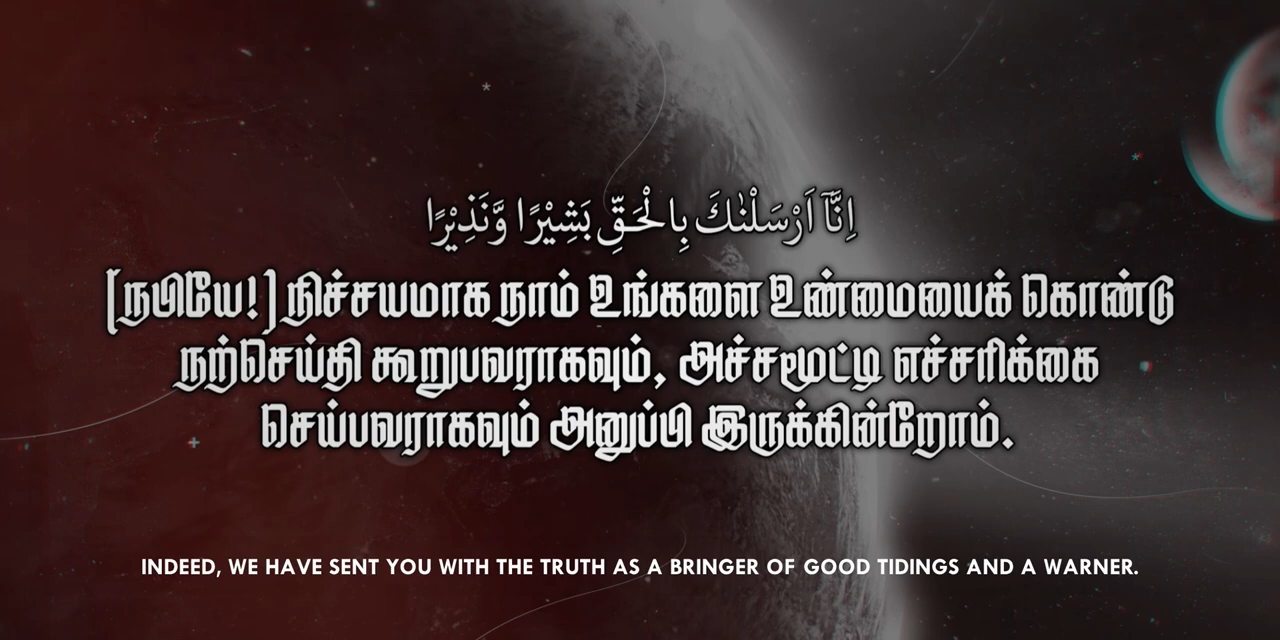 اِنَّاۤ اَرْسَلْنٰكَ بِالْحَـقِّ بَشِيْرًا وَّنَذِيْرًا
[நபியே!] நிச்சயமாக நாம் உங்களை உண்மையைக் கொண்டு
நற்செய்தி கூறுபவராகவும், அச்சமூட்டி எச்சரிக்கை
செய்பவராகவும் அனுப்பி இருக்கின்றோம்.
INDEED, WE HAVE SENT YOU WITH THE TRUTH AS A BRINGER OF GOOD TIDINGS AND A WARNER.